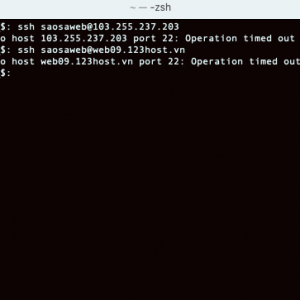 ~ — -zsh
$: ssh saosaweb@103.255.237.203
o host 103.255.237.203 port 22: Operation timed out
$: ssh saosaweb@web09.123host.vn
o host web09.123host.vn port 22: Operation timed out
$: